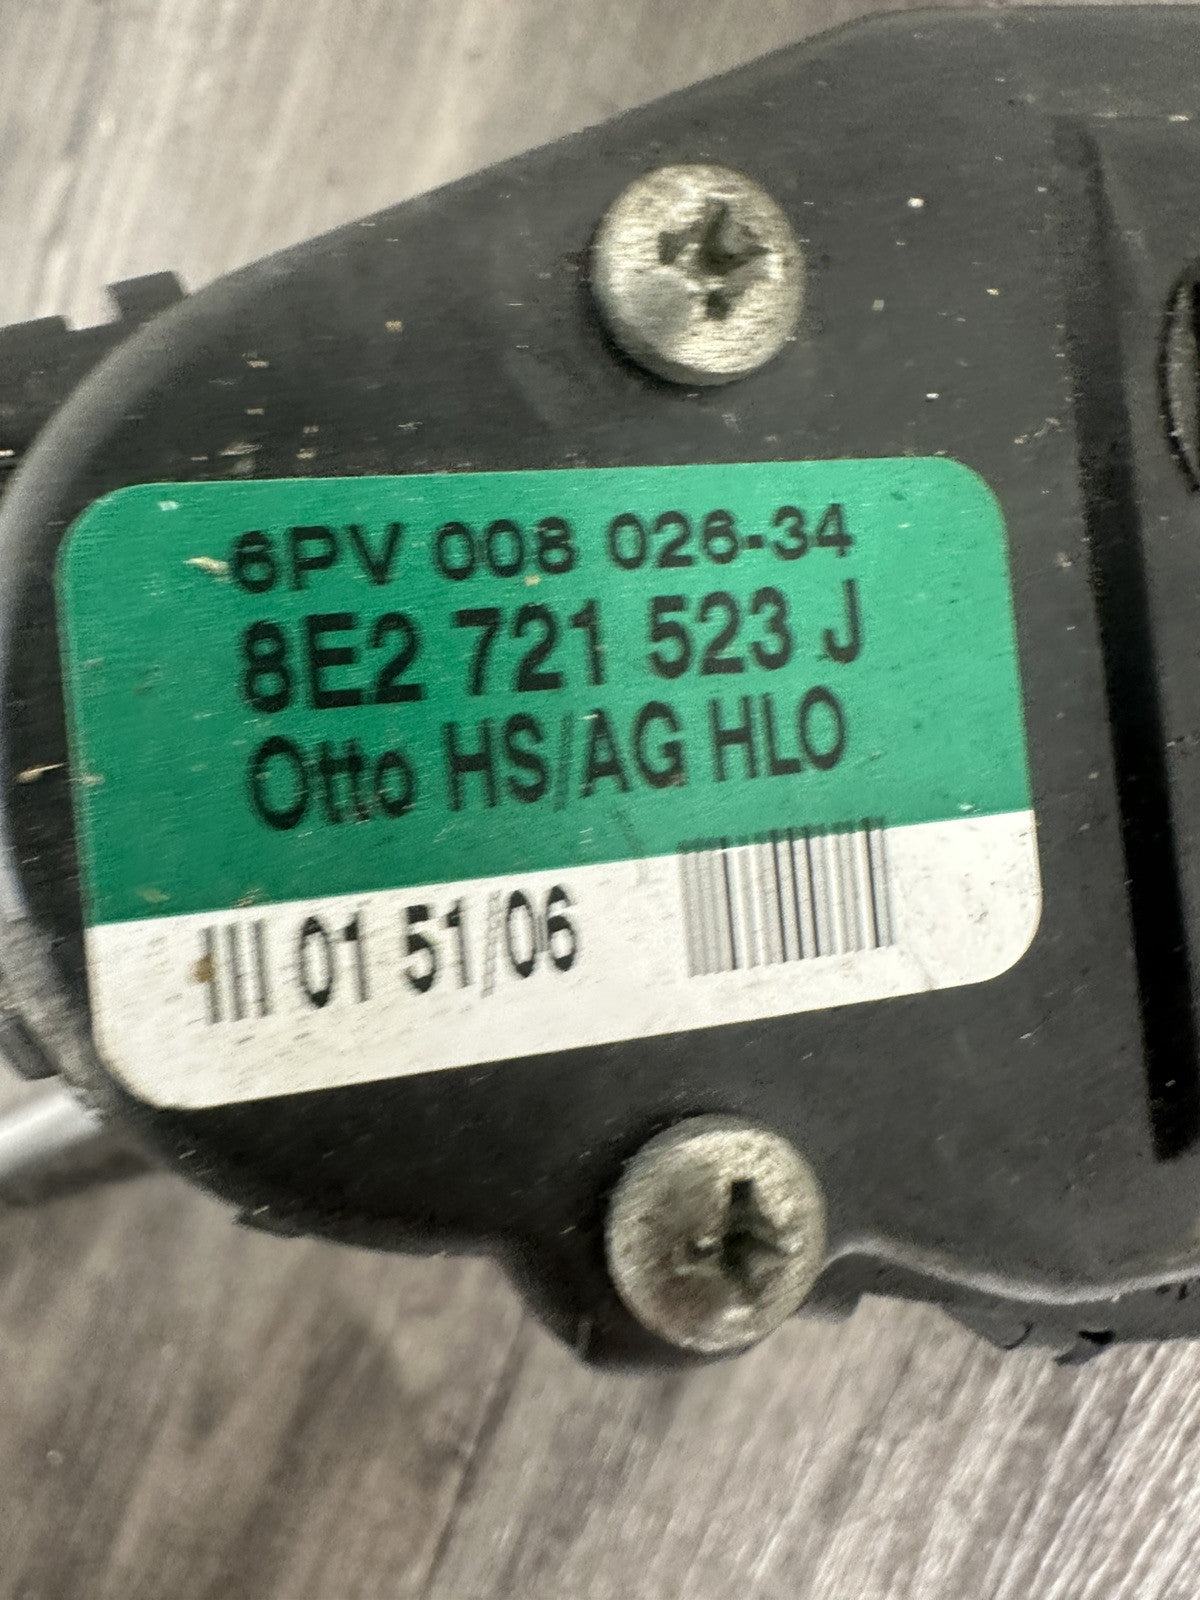 6PV 008 026-34
8E2 721 523 J
Otto HS/AG HLO
01 51/06